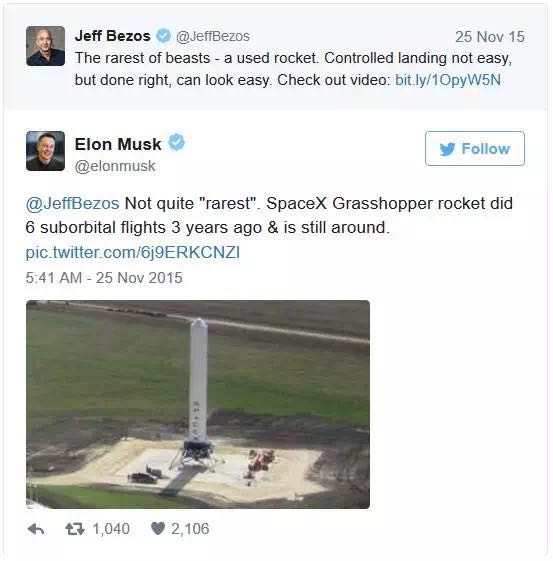 Jeff Bezos @JeffBezos 25 Nov 15
The rarest of beasts - a used rocket. Controlled landing not easy,
but done right, can look easy. Check out video: bit.ly/1OpyW5N
Elon Musk
@elonmusk
Follow
@JeffBezos Not quite "rarest". SpaceX Grasshopper rocket did
6 suborbital flights 3 years ago & is still around.
pic.twitter.com/6j9ERKCNZl
5:41 AM - 25 Nov 2015
1,040 2,106